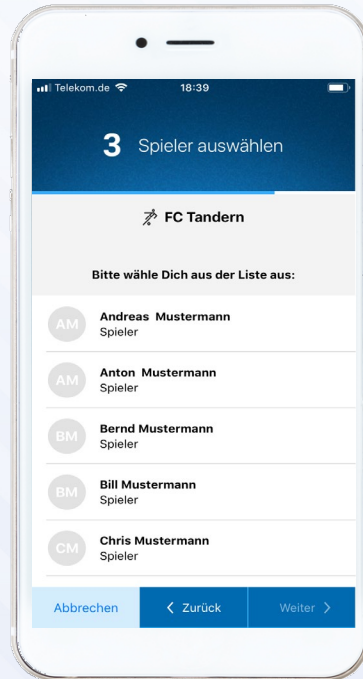 Telekom.de 18:39
3 Spieler auswählen
FC Tandern
Bitte wähle Dich aus der Liste aus:
AM Andreas Mustermann
Spieler
AM Anton Mustermann
Spieler
BM Bernd Mustermann
Spieler
BM Bill Mustermann
Spieler
CM Chris Mustermann
Spieler
Abbrechen Zurück Weiter